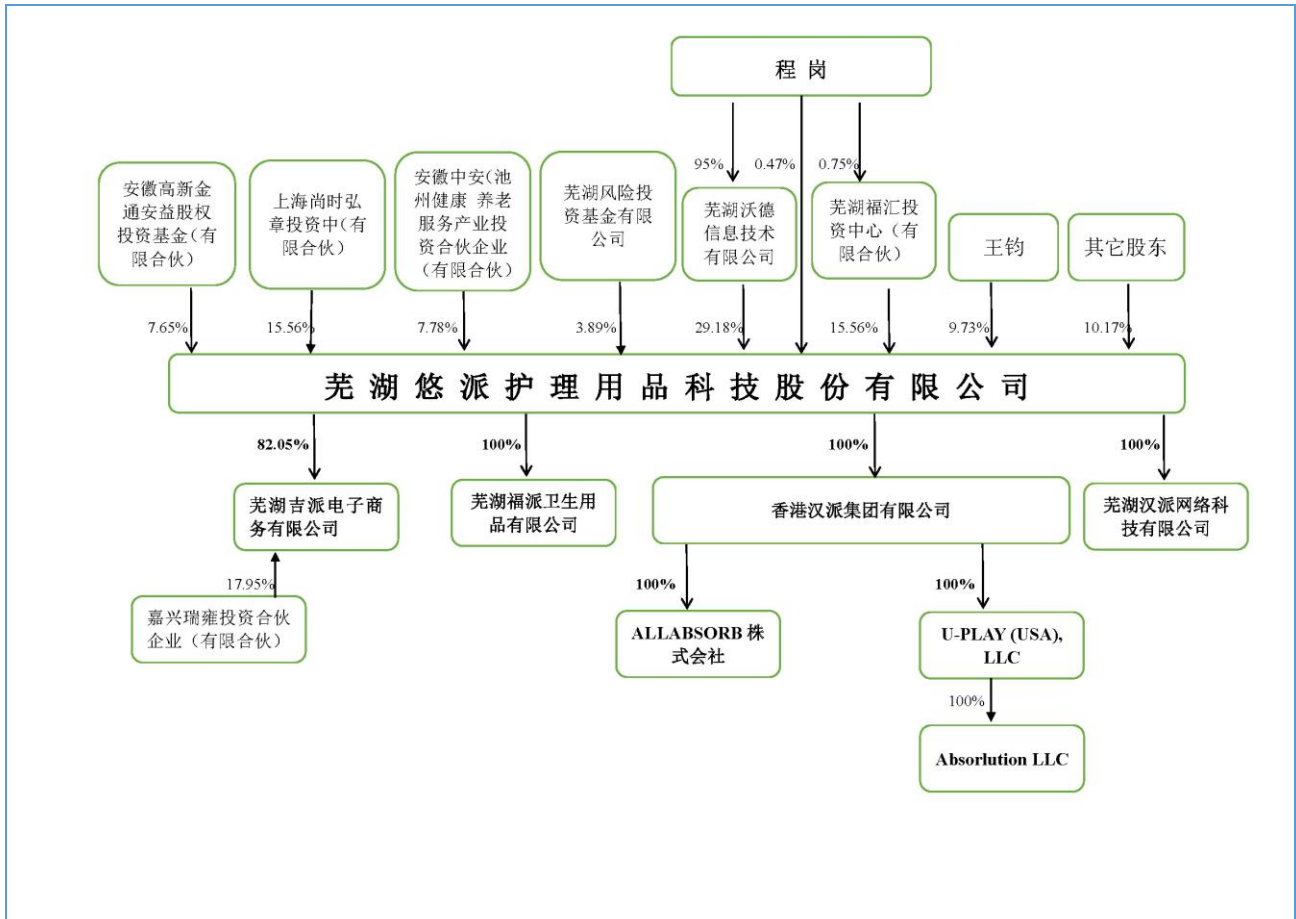 程 岗
95%
0.47%
0.75%
安徽高新金
通安益股权
投资基金（有
限合伙）
上海尚时弘
章投资中(有
限合伙）
安徽中安(池
州健康 养老
服务产业投
资合伙企业
（有限合伙）
芜湖风险投
资基金有限
公司
芜湖沃德
信息技术
有限公司
芜湖福汇投
资中心（有
限合伙）
王钧
其它股东
7.65%
15.56%
7.78%
3.89%
29.18%
15.56%
9.73%
10.17%
芜 湖 悠 派 护 理 用 品 科 技 股 份 有 限 公 司
82.05%
100%
100%
100%
芜湖吉派电子商
务有限公司
芜湖福派卫生用
品有限公司
香港汉派集团有限公司
芜湖汉派网络科
技有限公司
17.95%
100%
100%
嘉兴瑞雍投资合伙
企业（有限合伙）
ALLABSORB 株
式会社
U-PLAY (USA),
LLC
100%
Absorlution LLC